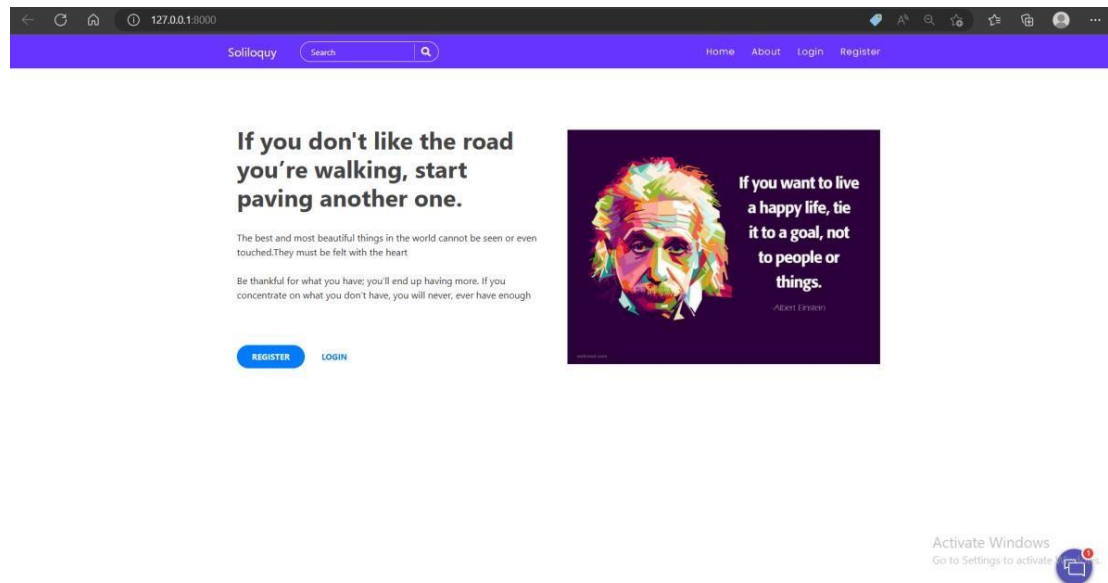 127.0.0.1:8000
Soliloquy
Search
Home About Login Register
If you don't like the road
you’re walking, start
paving another one.
The best and most beautiful things in the world cannot be seen or even
touched.They must be felt with the heart
Be thankful for what you have; you'll end up having more. If you
concentrate on what you don't have, you will never, ever have enough
REGISTER LOGIN
If you want to live
a happy life, tie
it to a goal, not
to people or
things.
-Albert Einstein
Activate Windows
Go to Settings to activate
1